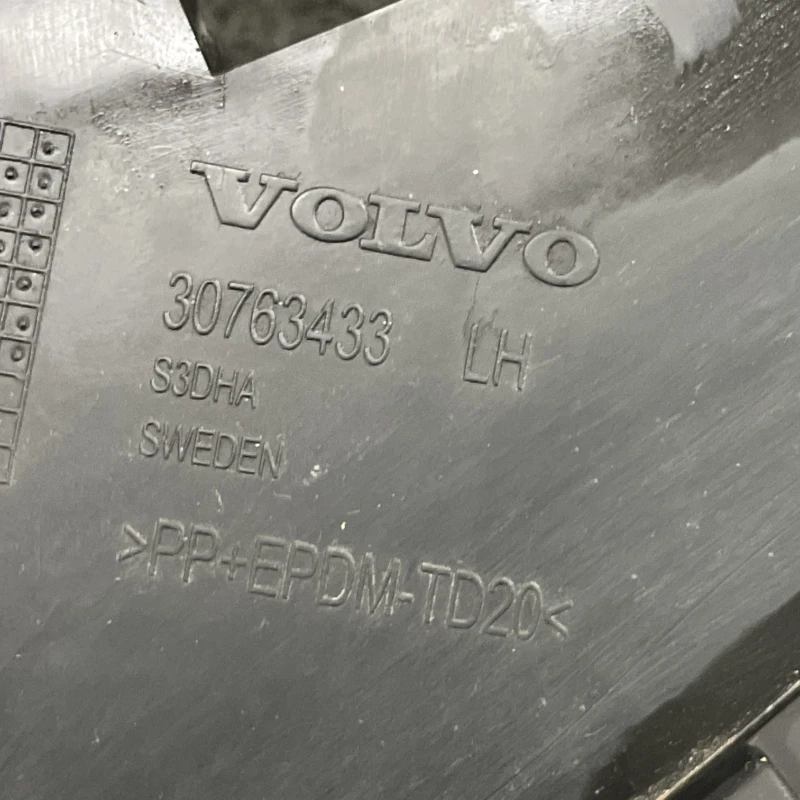 VOLVO
30763433 LH
S3DHA
SWEDEN
>PP+EPDM-TD20<